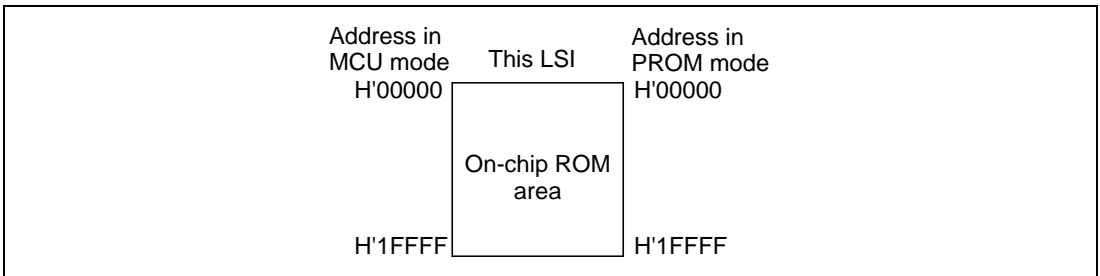 Address in
MCU mode
This LSI
Address in
PROM mode
H'00000
H'00000
On-chip ROM
area
H'1FFFF
H'1FFFF